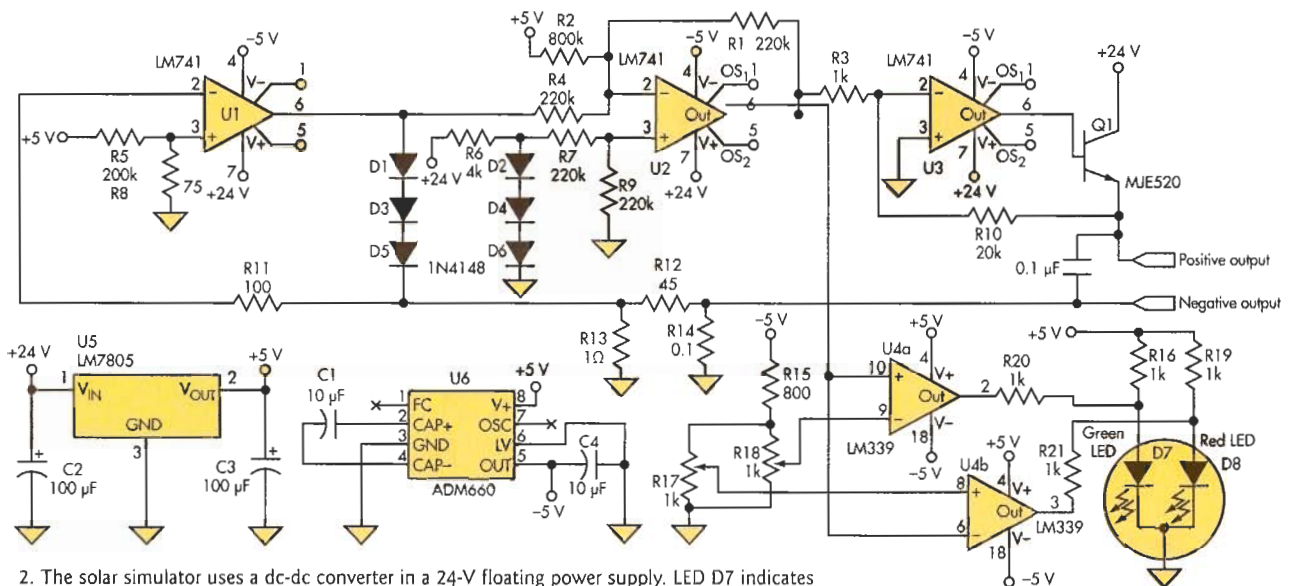 –5 V
LM741
4
V–
1
2
–
6
U1
+5 V
3
+
V+
5
R5
200k
R8
75
7
+24 V
+5 V
R2
800k
R1 220k
R4
220k
LM741
–5 V
4
V–
OS1
1
2
–
Out
6
3
+
V+
5
OS2
U2
7
+24 V
R6
4k
+24 V
R7
220k
R9
220k
D1
D3
D5
D2
D4
D6
1N4148
R3
1k
LM741
–5 V
4
V–
OS1
1
2
–
Out
6
3
+
V+
5
OS2
U3
7
+24 V
+24 V
Q1
MJE520
R10
20k
0.1 µF
Positive output
Negative output
R11
100
R12
45
R13
1Ω
R14
0.1
–5 V
R15
800
R17
1k
R18
1k
U4a
+5 V
4
V+
10
+
Out
2
9
–
V–
18
LM339
–5 V
R20
1k
U4b
+5 V
4
V+
8
+
Out
3
6
–
V–
18
LM339
–5 V
R21
1k
+5 V
R16
1k
R19
1k
Green
LED
D7
Red LED
D8
+24 V
U5
LM7805
1
VIN
VOUT
2
+5 V
GND
3
+
C2
100 µF
C3
100 µF
+
C1
10 µF
U6
+5 V
1
FC
V+
8
2
CAP+
OSC
7
3
GND
LV
6
4
CAP–
OUT
5
ADM660
C4
10 µF
–5 V
2. The solar simulator uses a dc-dc converter in a 24-V floating power supply. LED D7 indicates